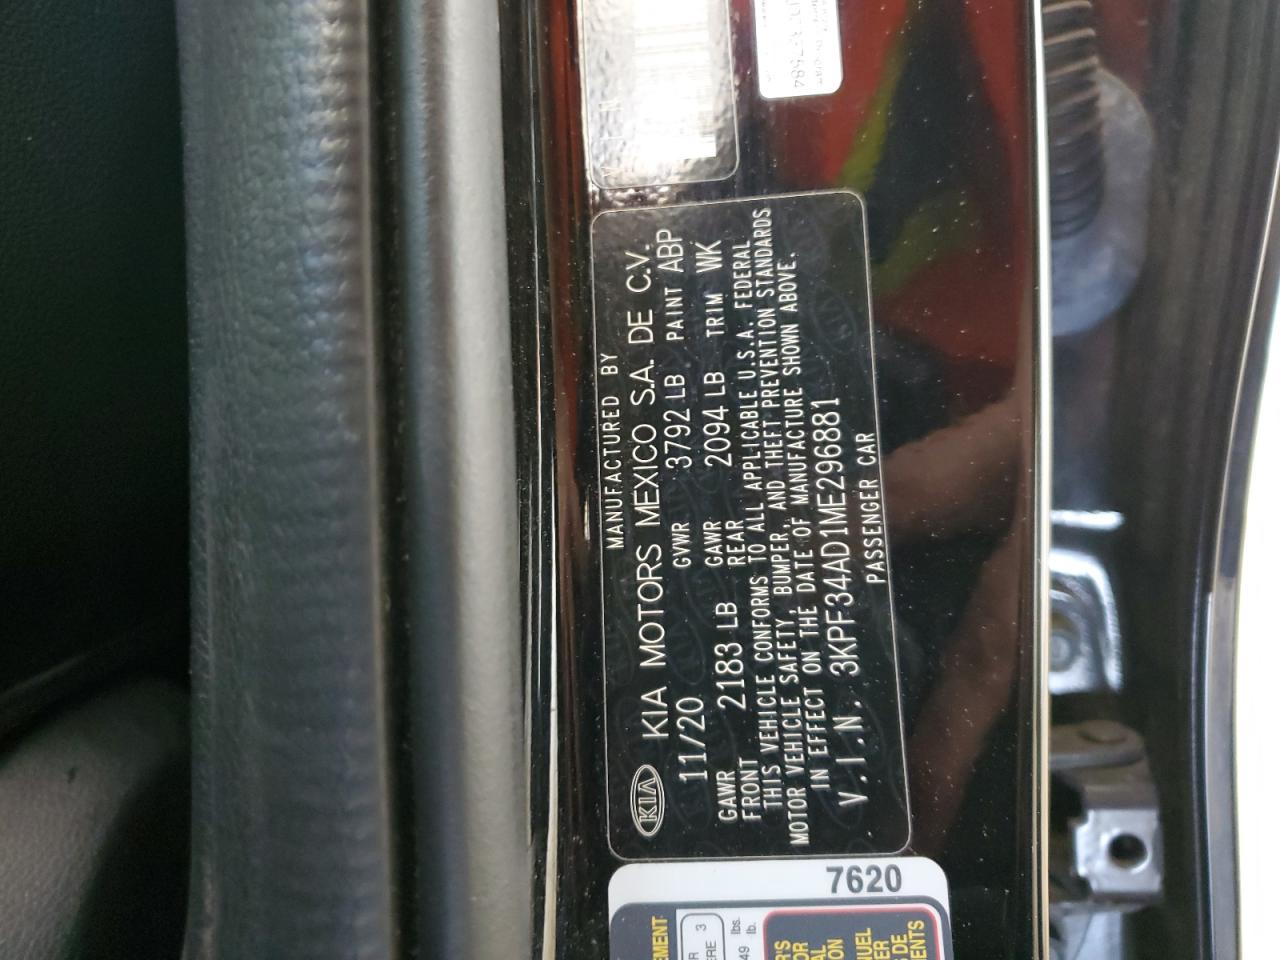 KIA
MANUFACTURED BY
KIA MOTORS MEXICO S.A. DE C.V.
11/20 GVWR 3792 LB PAINT ABP
GAWR FRONT 2183 LB GAWR REAR 2094 LB TRIM WK
THIS VEHICLE CONFORMS TO ALL APPLICABLE U.S.A. FEDERAL
MOTOR VEHICLE SAFETY, BUMPER, AND THEFT PREVENTION STANDARDS
IN EFFECT ON THE DATE OF MANUFACTURE SHOWN ABOVE.
V.I.N. 3KPF34AD1ME296881
PASSENGER CAR
7620